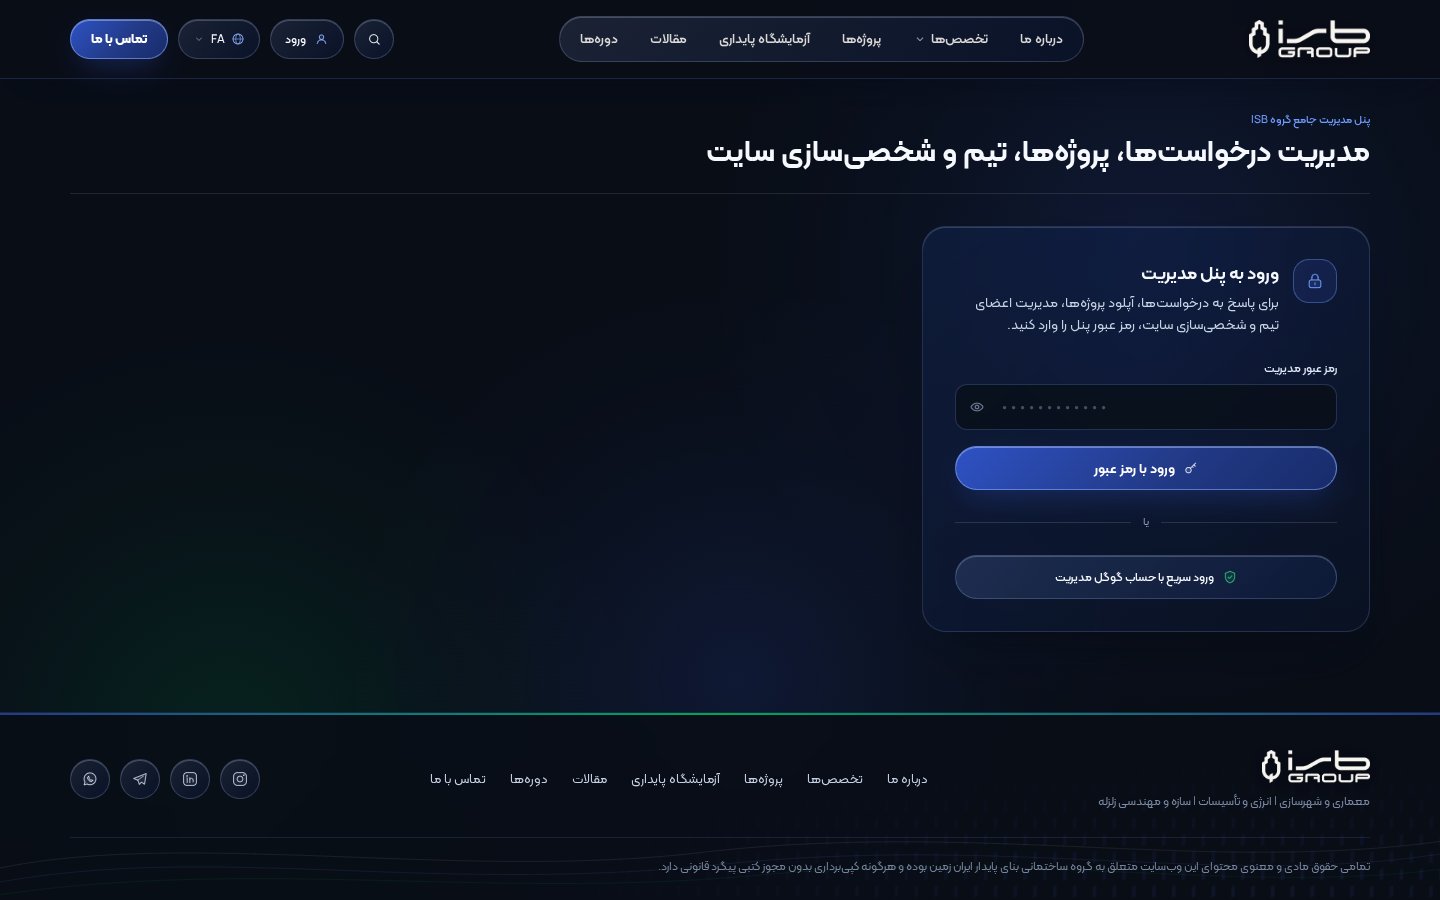 isrb GROUP
درباره ما
تخصص‌ها
پروژه‌ها
آزمایشگاه پایداری
مقالات
دوره‌ها
ورود
FA
تماس با ما
پنل مدیریت جامع گروه ISB
مدیریت درخواست‌ها، پروژه‌ها، تیم و شخصی‌سازی سایت
ورود به پنل مدیریت
برای پاسخ به درخواست‌ها، آپلود پروژه‌ها، مدیریت اعضای
تیم و شخصی‌سازی سایت، رمز عبور پنل را وارد کنید.
رمز عبور مدیریت
ورود با رمز عبور
یا
ورود سریع با حساب گوگل مدیریت
GROUP
معماری و شهرسازی | انرژی و تأسیسات | سازه و مهندسی زلزله
درباره ما
تخصص‌ها
پروژه‌ها
آزمایشگاه پایداری
مقالات
دوره‌ها
تماس با ما
تمامی حقوق مادی و معنوی محتوای این وب‌سایت متعلق به گروه ساختمانی بنای پایدار ایران زمین بوده و هرگونه کپی‌برداری بدون مجوز کتبی پیگرد قانونی دارد.